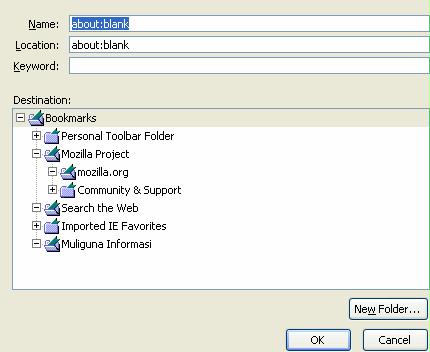 Name: about:blank
Location: about:blank
Keyword:
Destination:
Bookmarks
Personal Toolbar Folder
Mozilla Project
mozilla.org
Community & Support
Search the Web
Imported IE Favorites
Muliguna Informasi
New Folder...
OK Cancel